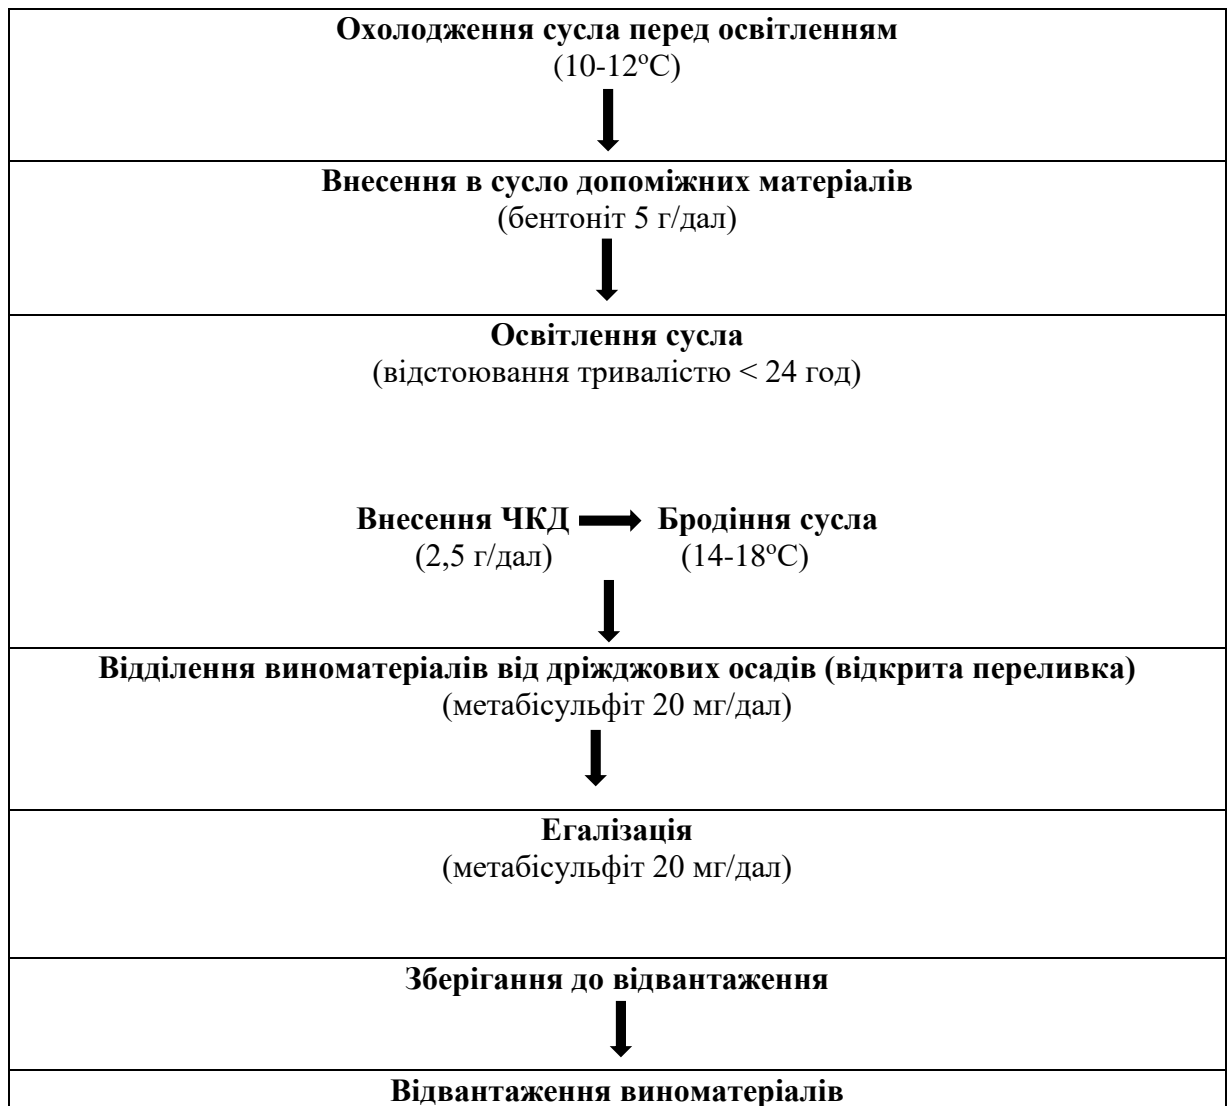 Охолодження сусла перед освітленням
(10-12ºС)
Внесення в сусло допоміжних матеріалів
(бентоніт 5 г/дал)
Освітлення сусла
(відстоювання тривалістю < 24 год)
Внесення ЧКД Бродіння сусла
(2,5 г/дал) (14-18ºС)
Відділення виноматеріалів від дріжджових осадів (відкрита переливка)
(метабісульфіт 20 мг/дал)
Егалізація
(метабісульфіт 20 мг/дал)
Зберігання до відвантаження
Відвантаження виноматеріалів